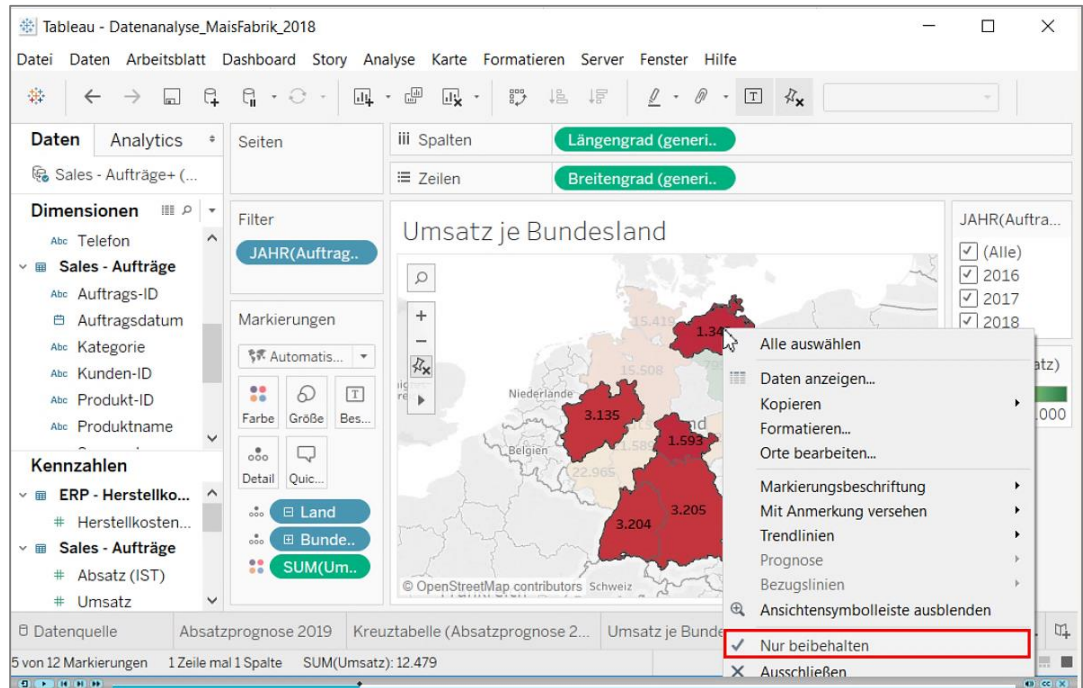 Tableau - Datenanalyse_MaisFabrik_2018
Datei Daten Arbeitsblatt Dashboard Story Analyse Karte Formatieren Server Fenster Hilfe
Daten Analytics
Sales - Aufträge+ (...
Dimensionen
Abc Telefon
Sales - Aufträge
Abc Auftrags-ID
Auftragsdatum
Abc Kategorie
Abc Kunden-ID
Abc Produkt-ID
Abc Produktname
Kennzahlen
ERP - Herstellko...
# Herstellkosten...
Sales - Aufträge
# Absatz (IST)
# Umsatz
Seiten
Filter
JAHR(Auftrag..
Markierungen
Automatis...
Farbe Größe Bes...
Detail Quic...
Land
Bunde..
SUM(Um..
iii Spalten Längengrad (generi..
Zeilen Breitengrad (generi..
Umsatz je Bundesland
15.419
1.34
15.508
Niederlande
3.135
nd
1.593
Belgien
22.965
3.204
3.205
© OpenStreetMap contributors
Schweiz
JAHR(Auftra...
(Alle)
2016
2017
2018
atz)
000
Alle auswählen
Daten anzeigen...
Kopieren
Formatieren...
Orte bearbeiten...
Markierungsbeschriftung
Mit Anmerkung versehen
Trendlinien
Prognose
Bezugslinien
Ansichtensymbolleiste ausblenden
Nur beibehalten
Ausschließen
Datenquelle Absatzprognose 2019 Kreuztabelle (Absatzprognose 2... Umsatz je Bunde
5 von 12 Markierungen 1 Zeile mal 1 Spalte SUM(Umsatz): 12.479